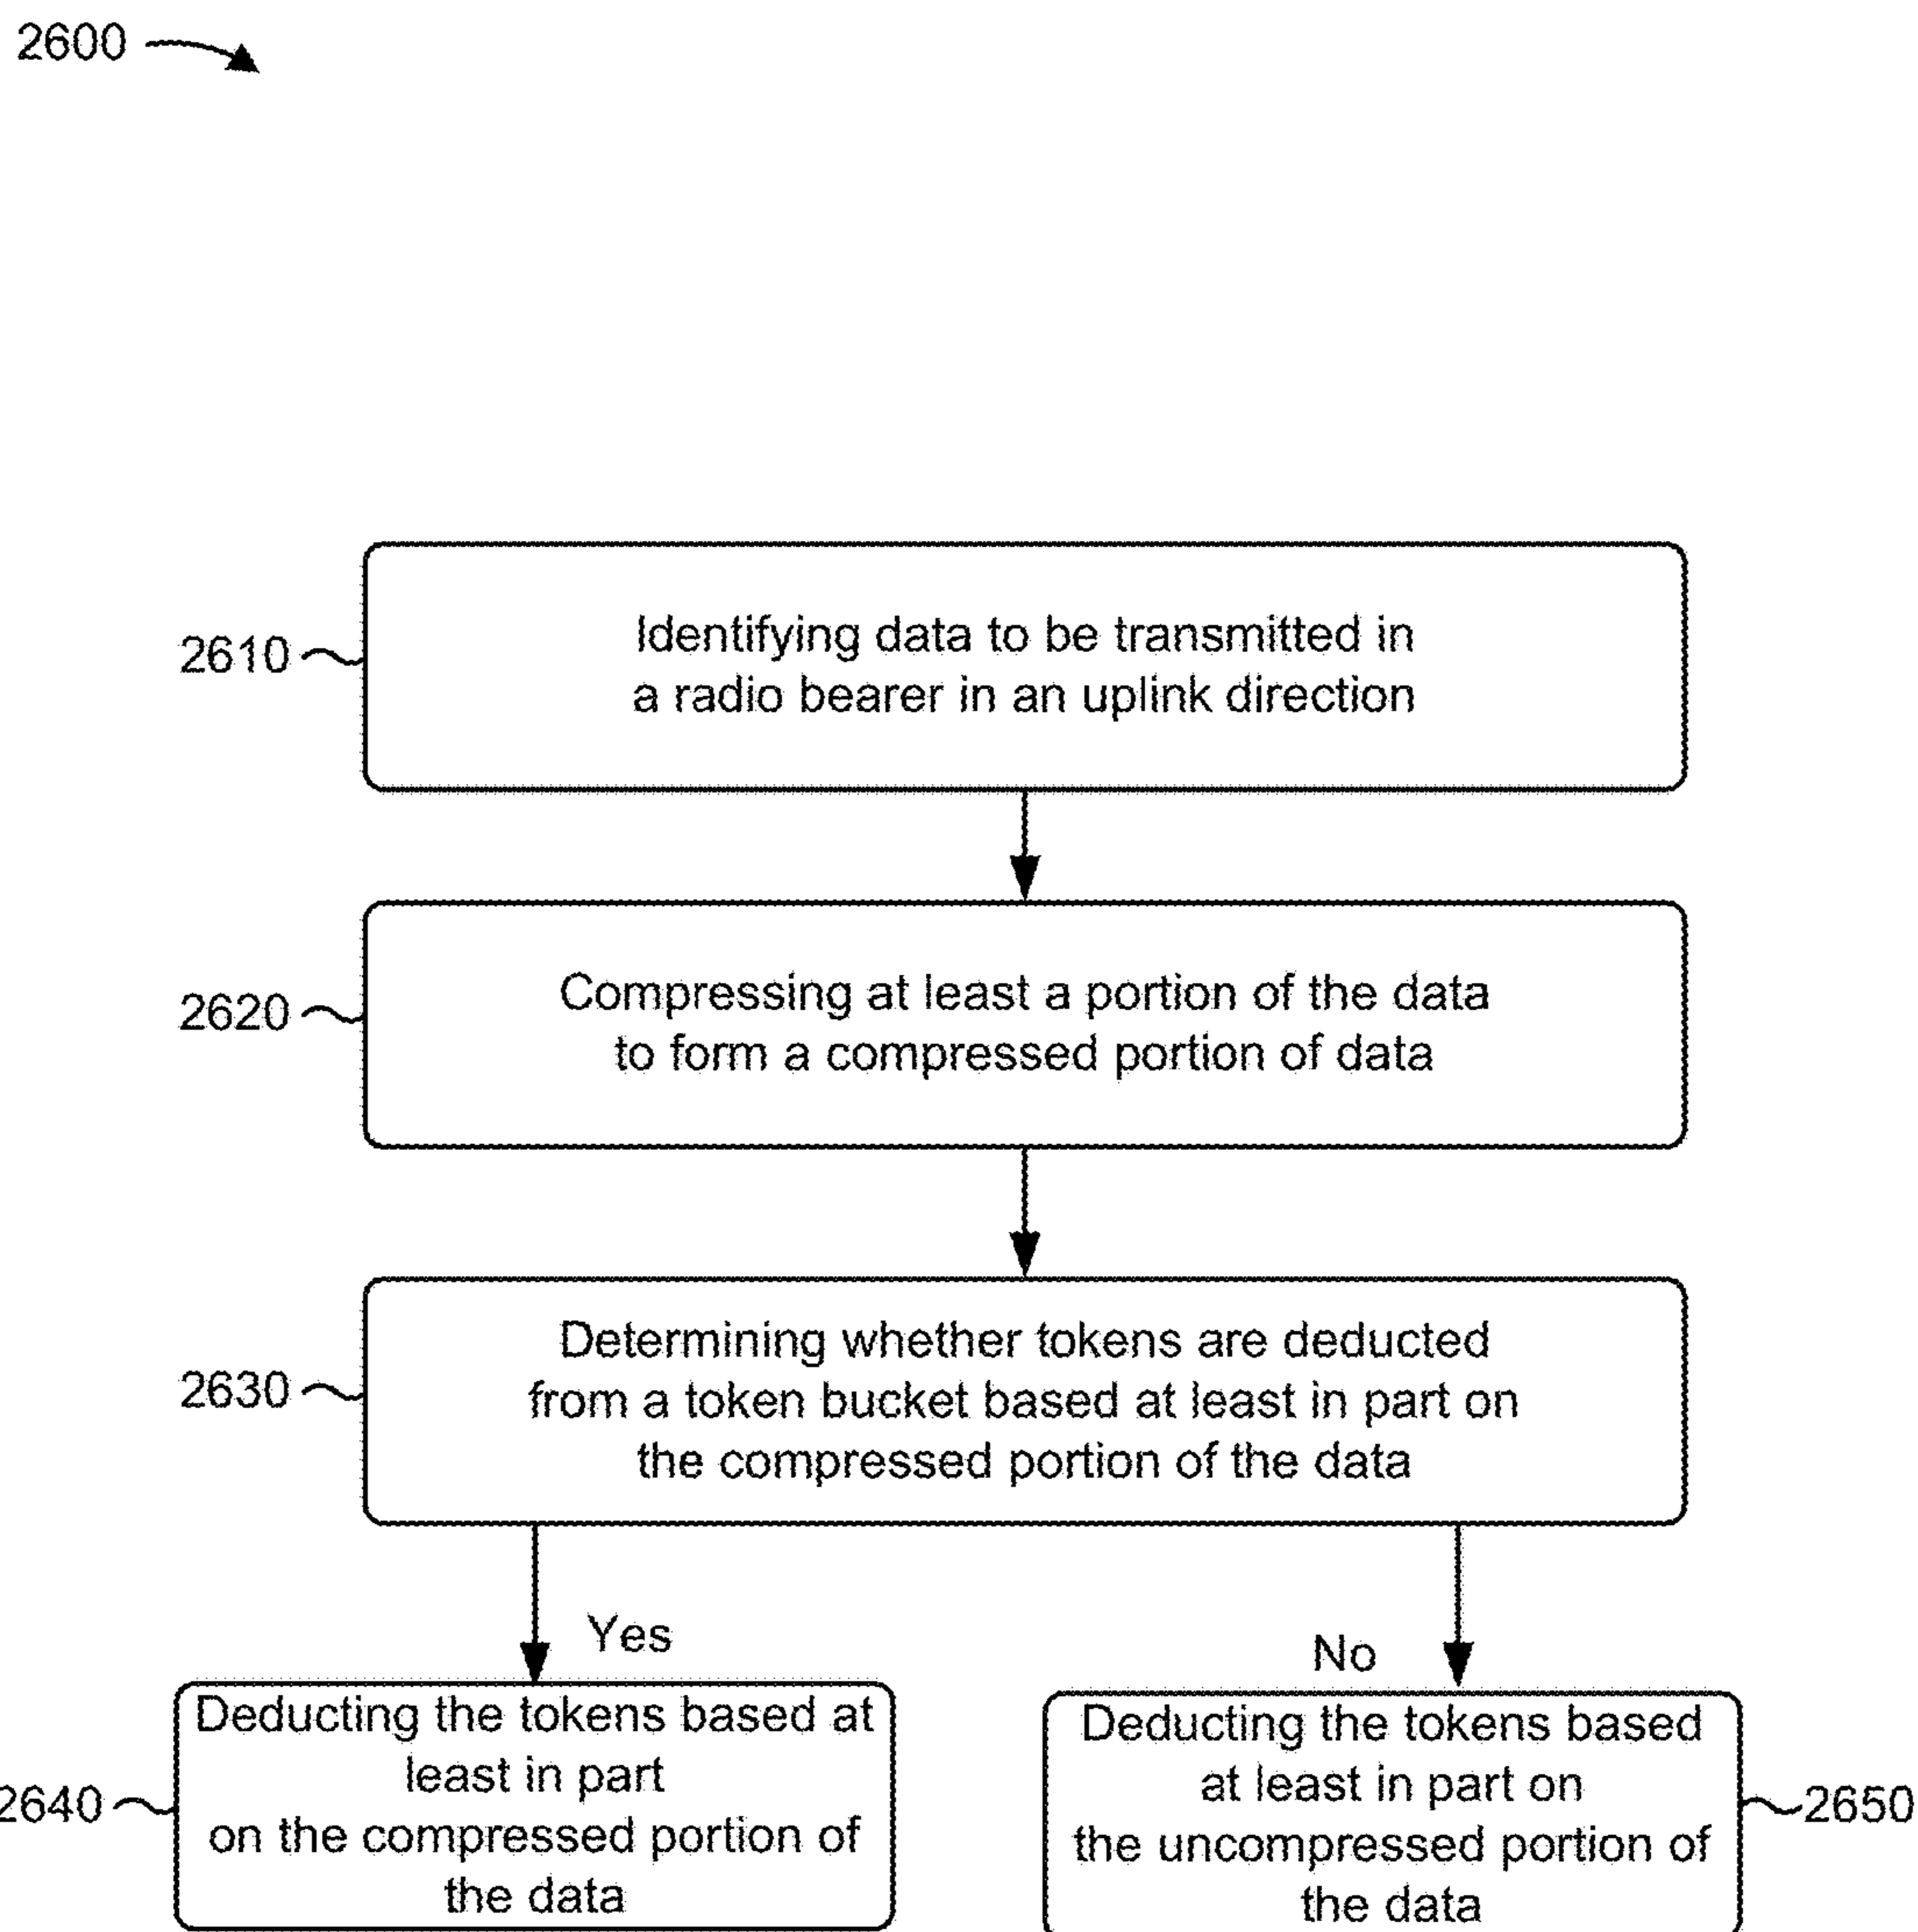 2600
Identifying data to be transmitted in
a radio bearer in an uplink direction
2610
Compressing at least a portion of the data
to form a compressed portion of data
2620
Determining whether tokens are deducted
from a token bucket based at least in part on
the compressed portion of the data
2630
Yes
No
Deducting the tokens based at
least in part
on the compressed portion of
the data
2640
Deducting the tokens based
at least in part on
the uncompressed portion of
the data
2650